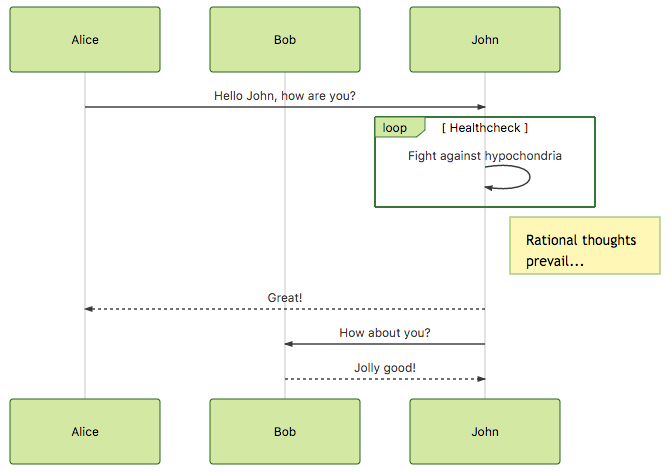 Alice
Bob
John
Hello John, how are you?
loop
[ Healthcheck ]
Fight against hypochondria
Rational thoughts
prevail...
Great!
How about you?
Jolly good!
Alice
Bob
John